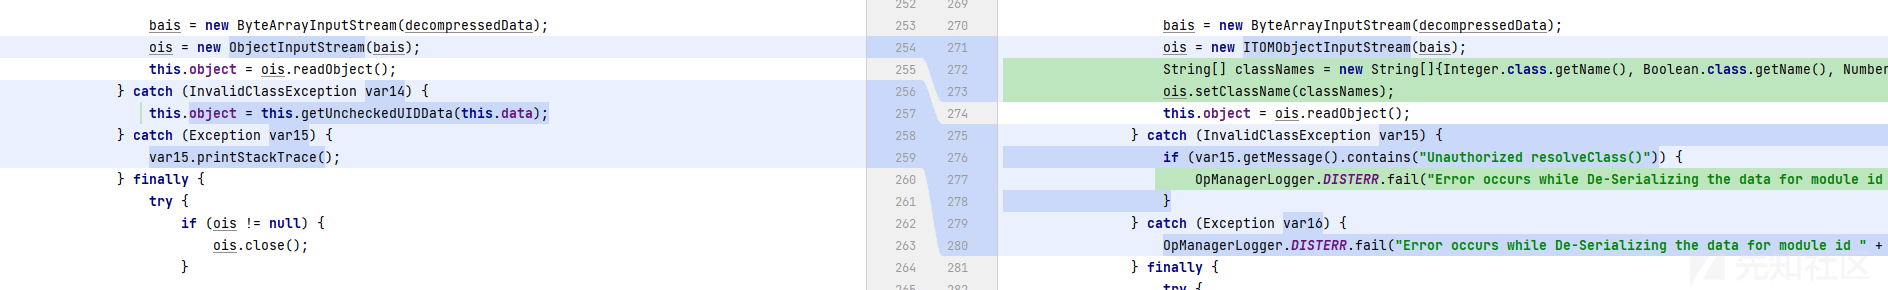 252 269
bais = new ByteArrayInputStream(decompressedData); 253 270 bais = new ByteArrayInputStream(decompressedData);
ois = new ObjectInputStream(bais); 254 271 ois = new ITOMObjectInputStream(bais);
this.object = ois.readObject(); 255 272 String[] classNames = new String[]{Integer.class.getName(), Boolean.class.getName(), Number
} catch (InvalidClassException var14) { 256 273 ois.setClassName(classNames);
this.object = this.getUncheckedUIDData(this.data); 257 274 this.object = ois.readObject();
} catch (Exception var15) { 258 275 } catch (InvalidClassException var15) {
var15.printStackTrace(); 259 276 if (var15.getMessage().contains("Unauthorized resolveClass()")) {
} finally { 260 277 OpManagerLogger.DISTERR.fail("Error occurs while De-Serializing the data for module id
try { 261 278 }
if (ois != null) { 262 279 } catch (Exception var16) {
ois.close(); 263 280 OpManagerLogger.DISTERR.fail("Error occurs while De-Serializing the data for module id " +
} 264 281 } finally {
265 282 try {
先知社区